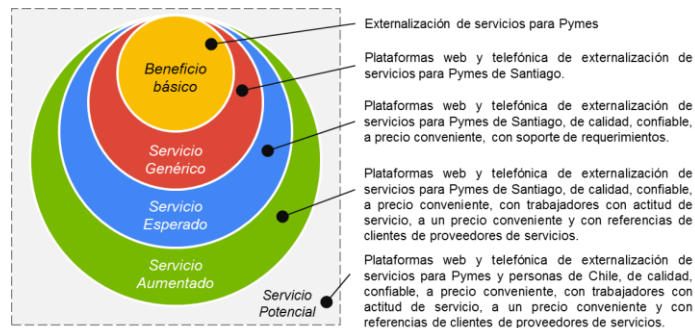 Beneficio
básico
Servicio
Genérico
Servicio
Esperado
Servicio
Aumentado
Servicio
Potencial
Externalización de servicios para Pymes
Plataformas web y telefónica de externalización de
servicios para Pymes de Santiago.
Plataformas web y telefónica de externalización de
servicios para Pymes de Santiago, de calidad, confiable,
a precio conveniente, con soporte de requerimientos.
Plataformas web y telefónica de externalización de
servicios para Pymes de Santiago, de calidad, confiable,
a precio conveniente, con trabajadores con actitud de
servicio, a un precio conveniente y con referencias de
clientes de proveedores de servicios.
Plataformas web y telefónica de externalización de
servicios para Pymes y personas de Chile, de calidad,
confiable, a precio conveniente, con trabajadores con
actitud de servicio, a un precio conveniente y con
referencias de clientes de proveedores de servicios.